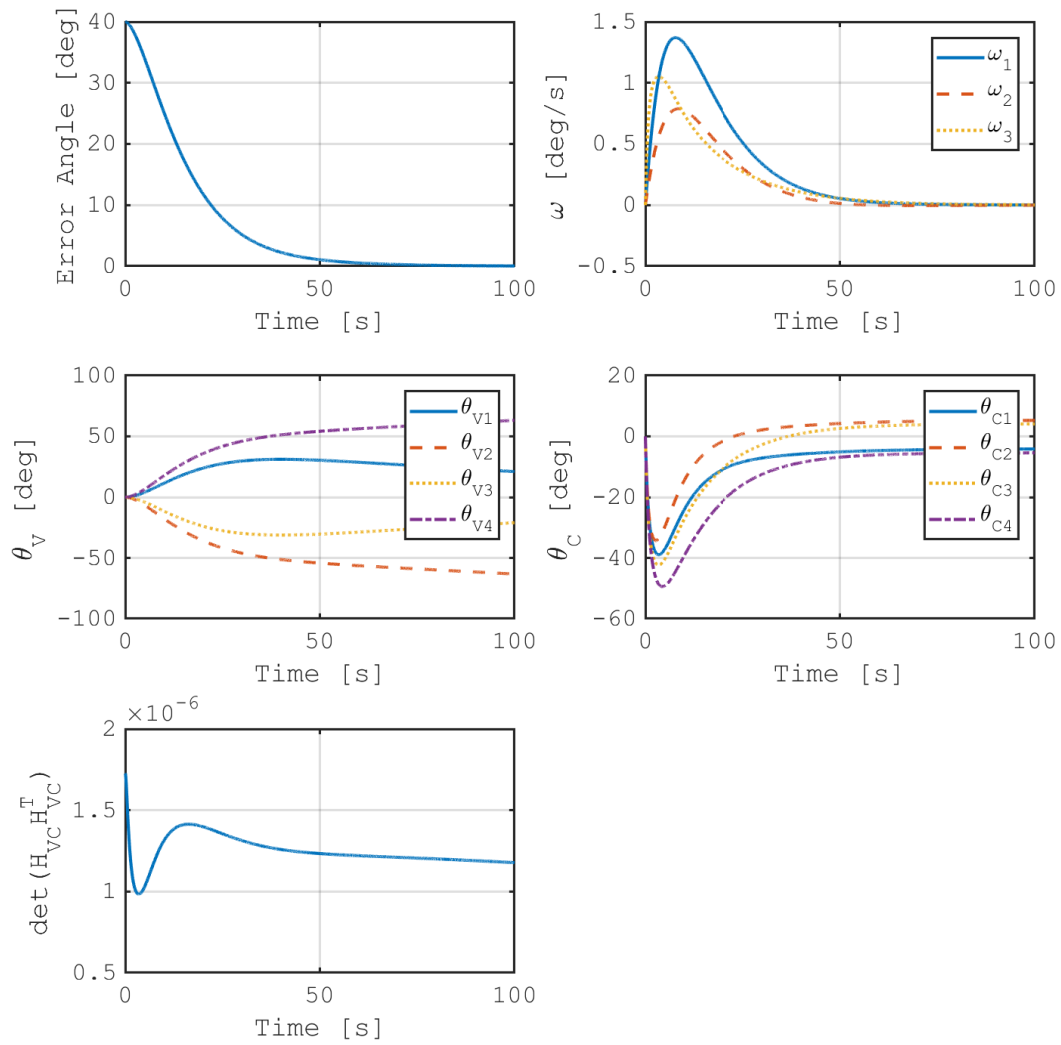 40
30
20
10
0
Error Angle [deg]
0 50 100
Time [s]
1.5
1
0.5
0
-0.5
ω [deg/s]
ω1
ω2
ω3
0 50 100
Time [s]
100
50
0
-50
-100
θV [deg]
θV1
θV2
θV3
θV4
0 50 100
Time [s]
20
0
-20
-40
-60
θC [deg]
θC1
θC2
θC3
θC4
0 50 100
Time [s]
×10^-6
2
1.5
1
0.5
det(H_VC H_VC^T)
0 50 100
Time [s]